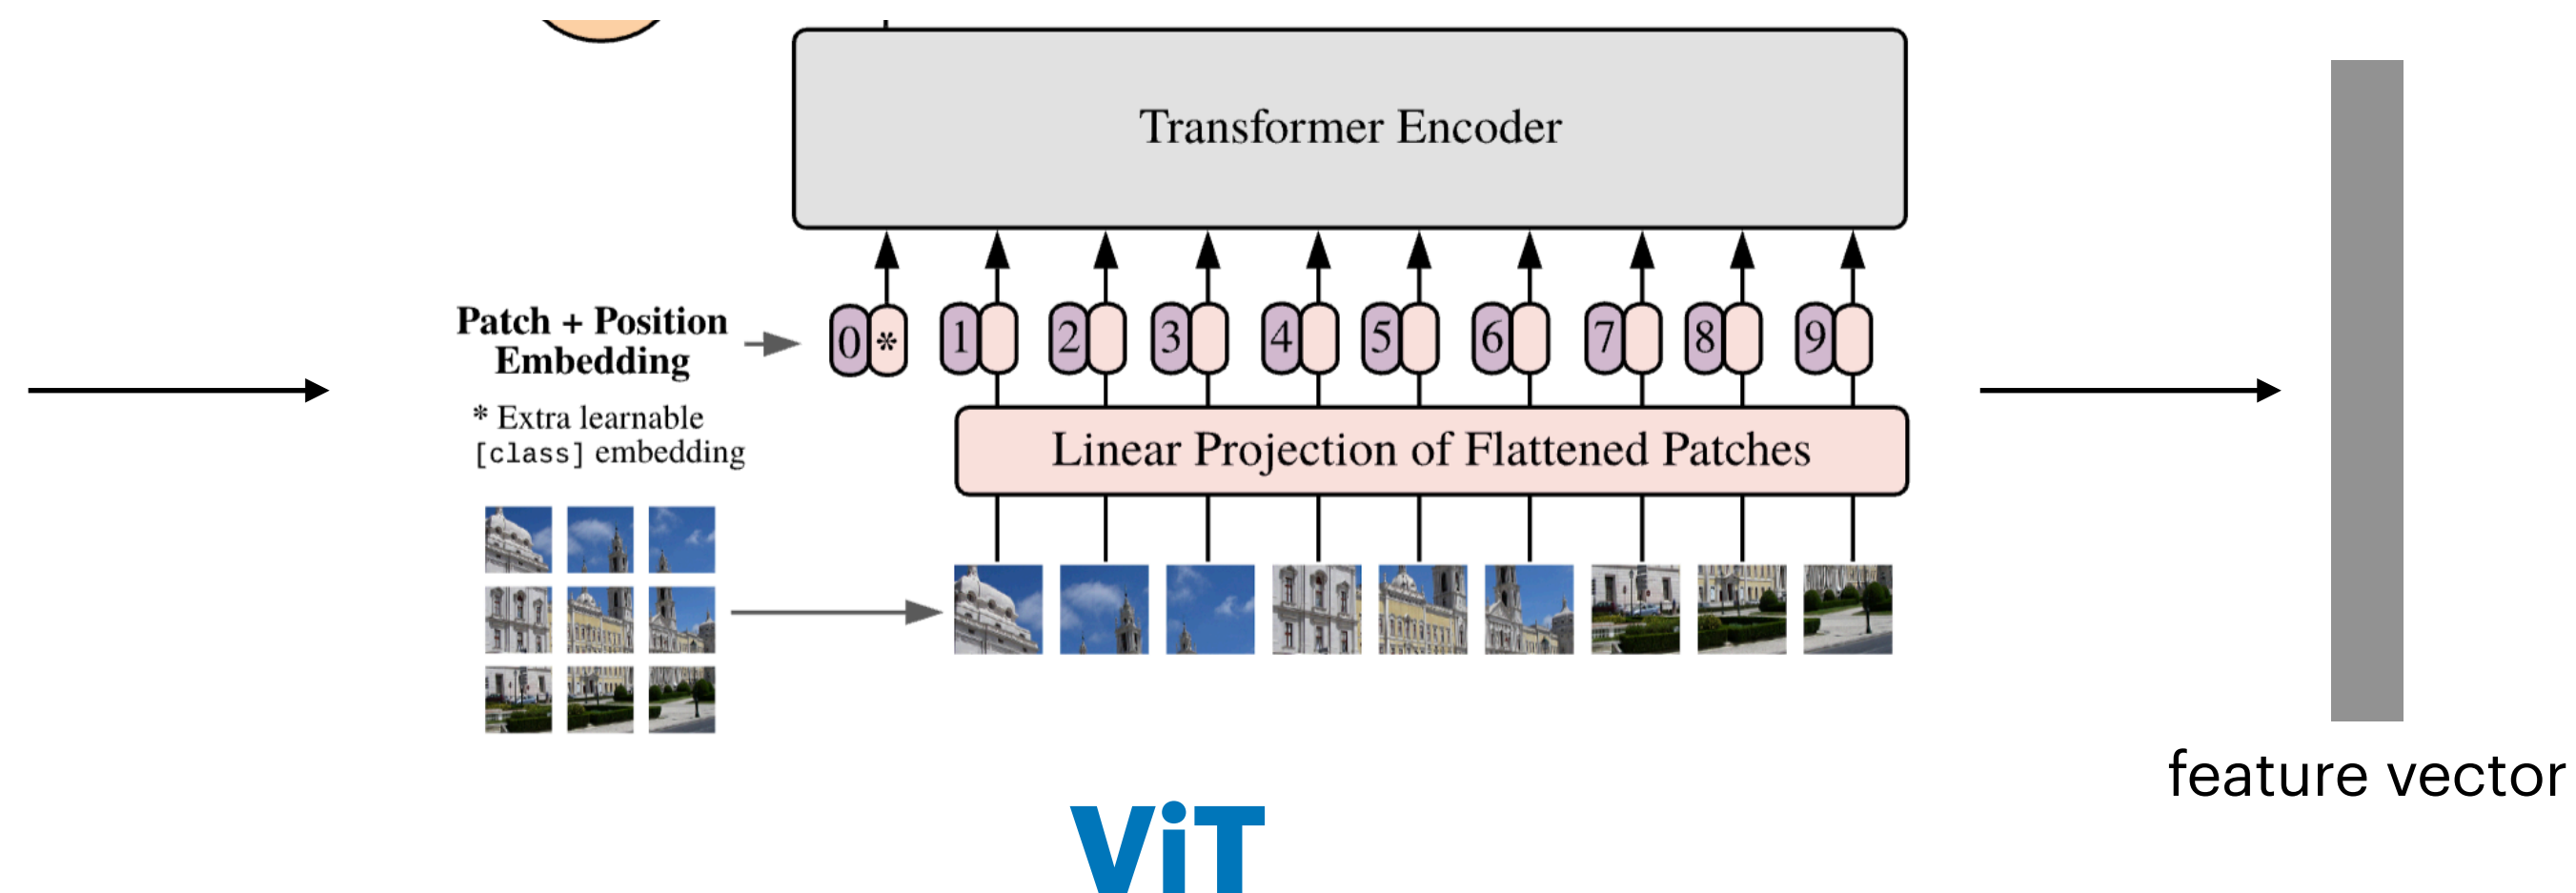 Transformer Encoder
Patch + Position
Embedding
0 * 1 2 3 4 5 6 7 8 9
* Extra learnable
[class] embedding
Linear Projection of Flattened Patches
feature vector
ViT